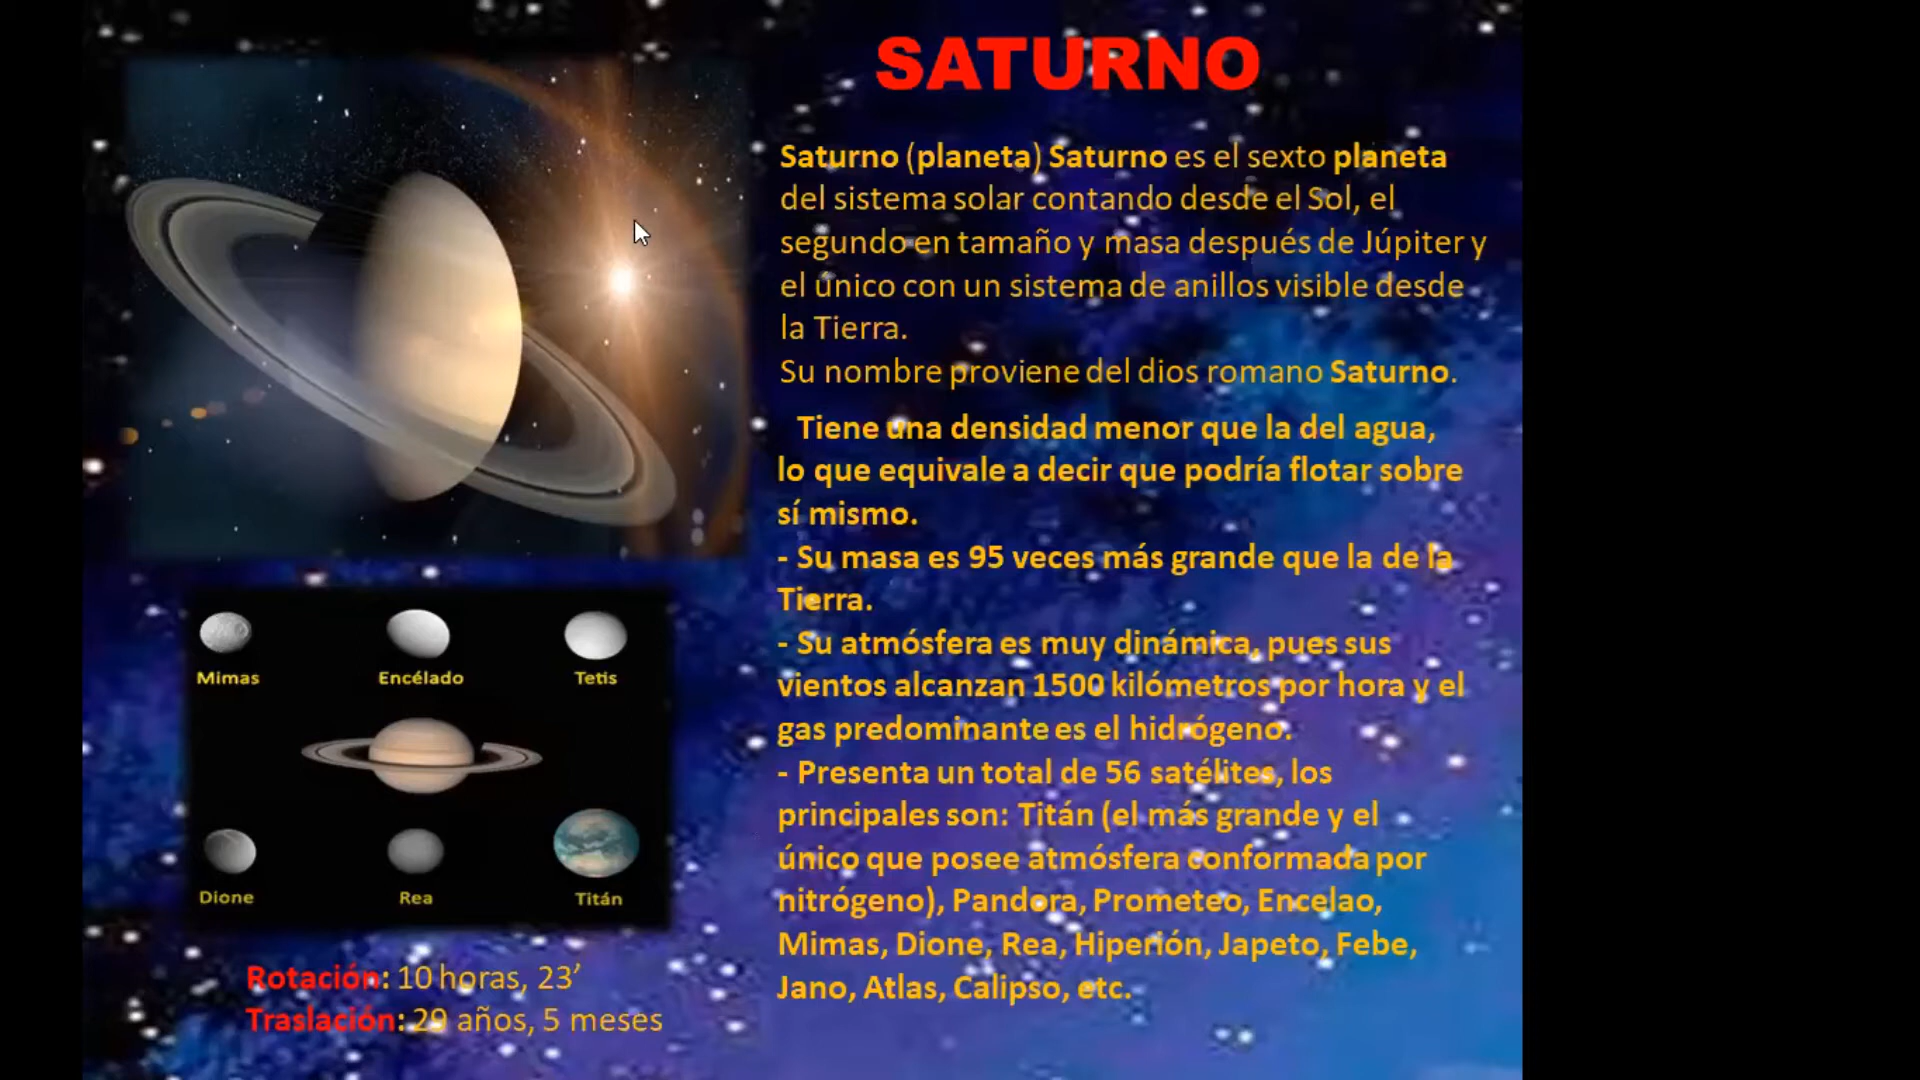 SATURNO
Saturno (planeta) Saturno es el sexto planeta
del sistema solar contando desde el Sol, el
segundo en tamaño y masa después de Júpiter y
el único con un sistema de anillos visible desde
la Tierra.
Su nombre proviene del dios romano Saturno.
Tiene una densidad menor que la del agua,
lo que equivale a decir que podría flotar sobre
sí mismo.
- Su masa es 95 veces más grande que la de la
Tierra.
- Su atmósfera es muy dinámica, pues sus
vientos alcanzan 1500 kilómetros por hora y el
gas predominante es el hidrógeno.
- Presenta un total de 56 satélites, los
principales son: Titán (el más grande y el
único que posee atmósfera conformada por
nitrógeno), Pandora, Prometeo, Encelao,
Mimas, Dione, Rea, Hiperión, Japeto, Febe,
Jano, Atlas, Calipso, etc.
Mimas Encélado Tetis
Dione Rea Titán
Rotación: 10 horas, 23’
Traslación: 29 años, 5 meses